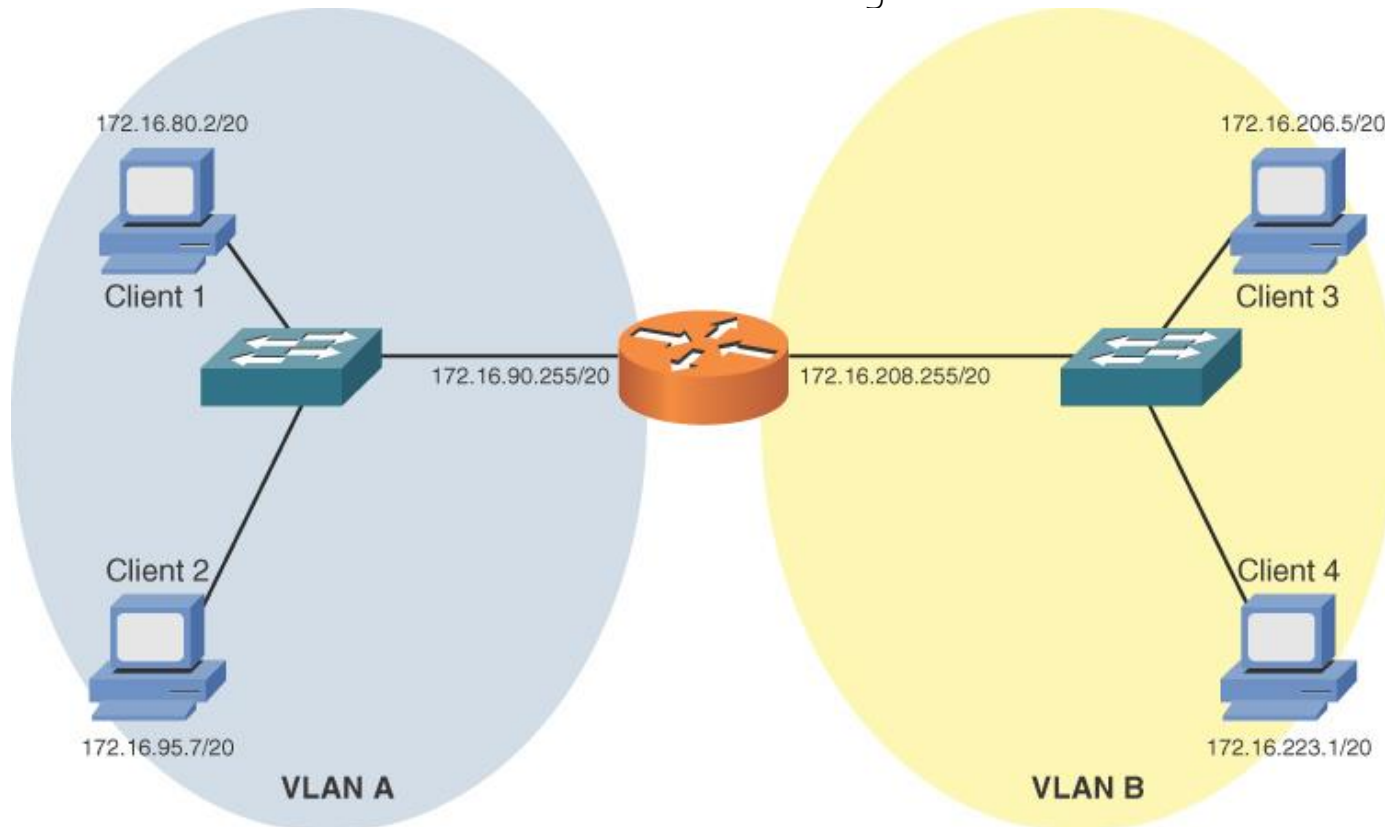 172.16.80.2/20
172.16.206.5/20
Client 1
Client 3
172.16.90.255/20
172.16.208.255/20
Client 2
Client 4
172.16.95.7/20
172.16.223.1/20
VLAN A
VLAN B